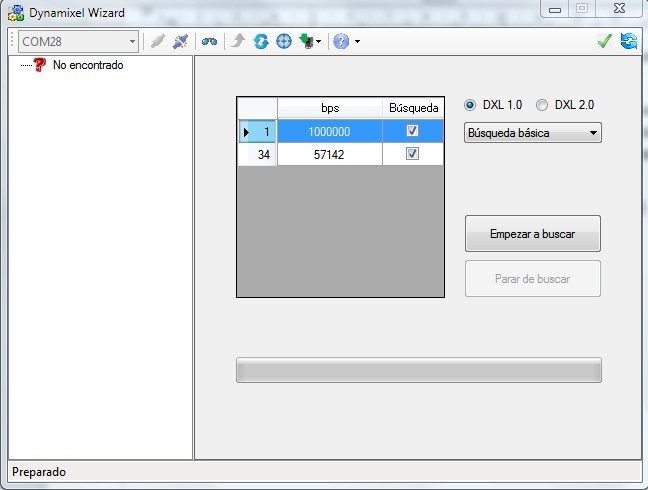 Dynamixel Wizard
COM28
No encontrado
bps Búsqueda
1 1000000
34 57142
DXL 1.0 DXL 2.0
Búsqueda básica
Empezar a buscar
Parar de buscar
Preparado